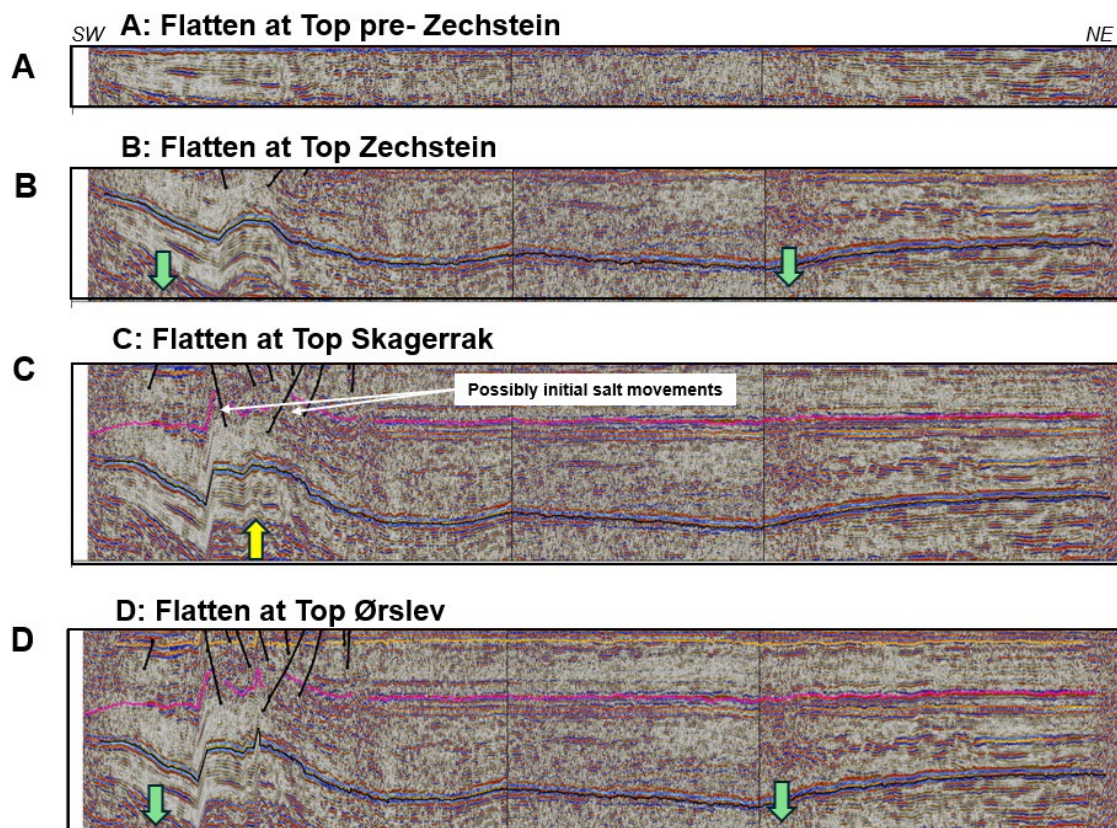 A: Flatten at Top pre- Zechstein
SW
NE
A
B: Flatten at Top Zechstein
B
C: Flatten at Top Skagerrak
C
Possibly initial salt movements
D: Flatten at Top Ørslev
D